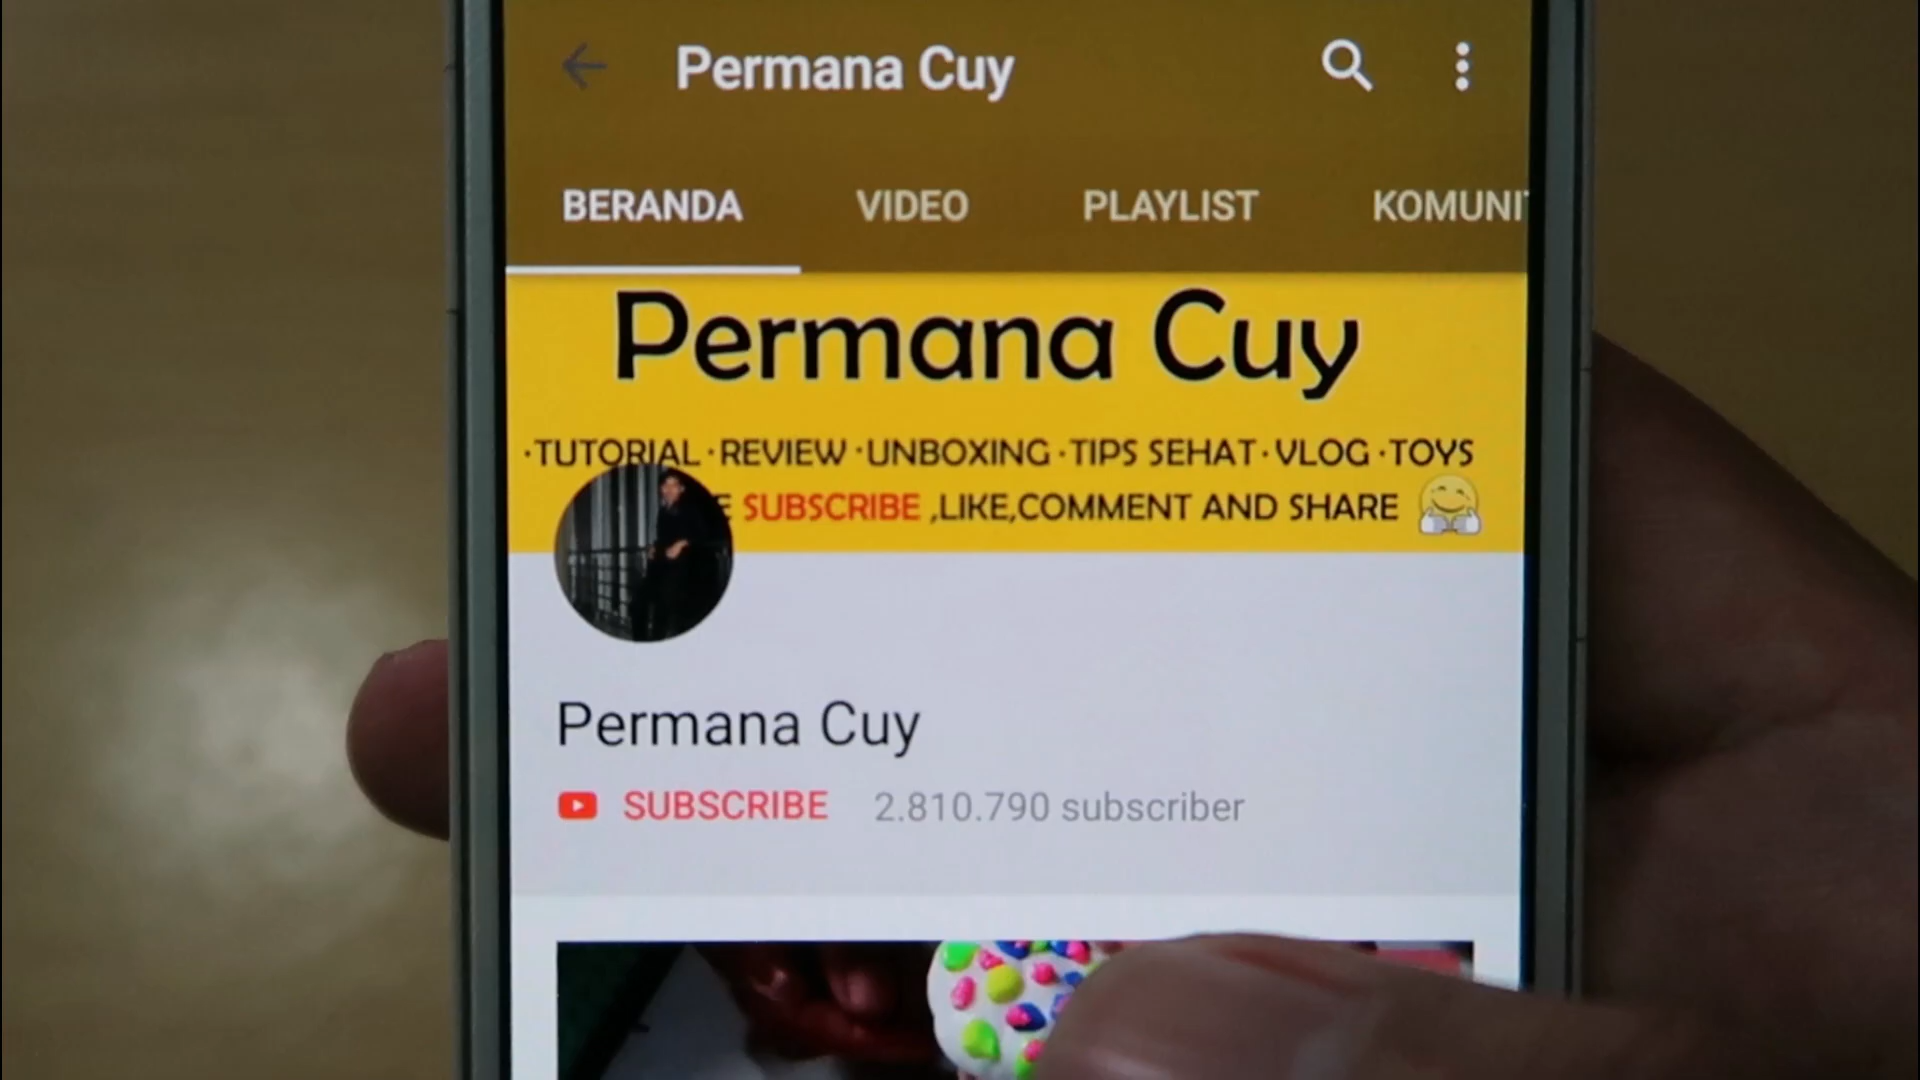 Permana Cuy
BERANDA VIDEO PLAYLIST KOMUNIT
Permana Cuy
·TUTORIAL ·REVIEW ·UNBOXING ·TIPS SEHAT ·VLOG ·TOYS
SUBSCRIBE ,LIKE,COMMENT AND SHARE
Permana Cuy
SUBSCRIBE 2.810.790 subscriber